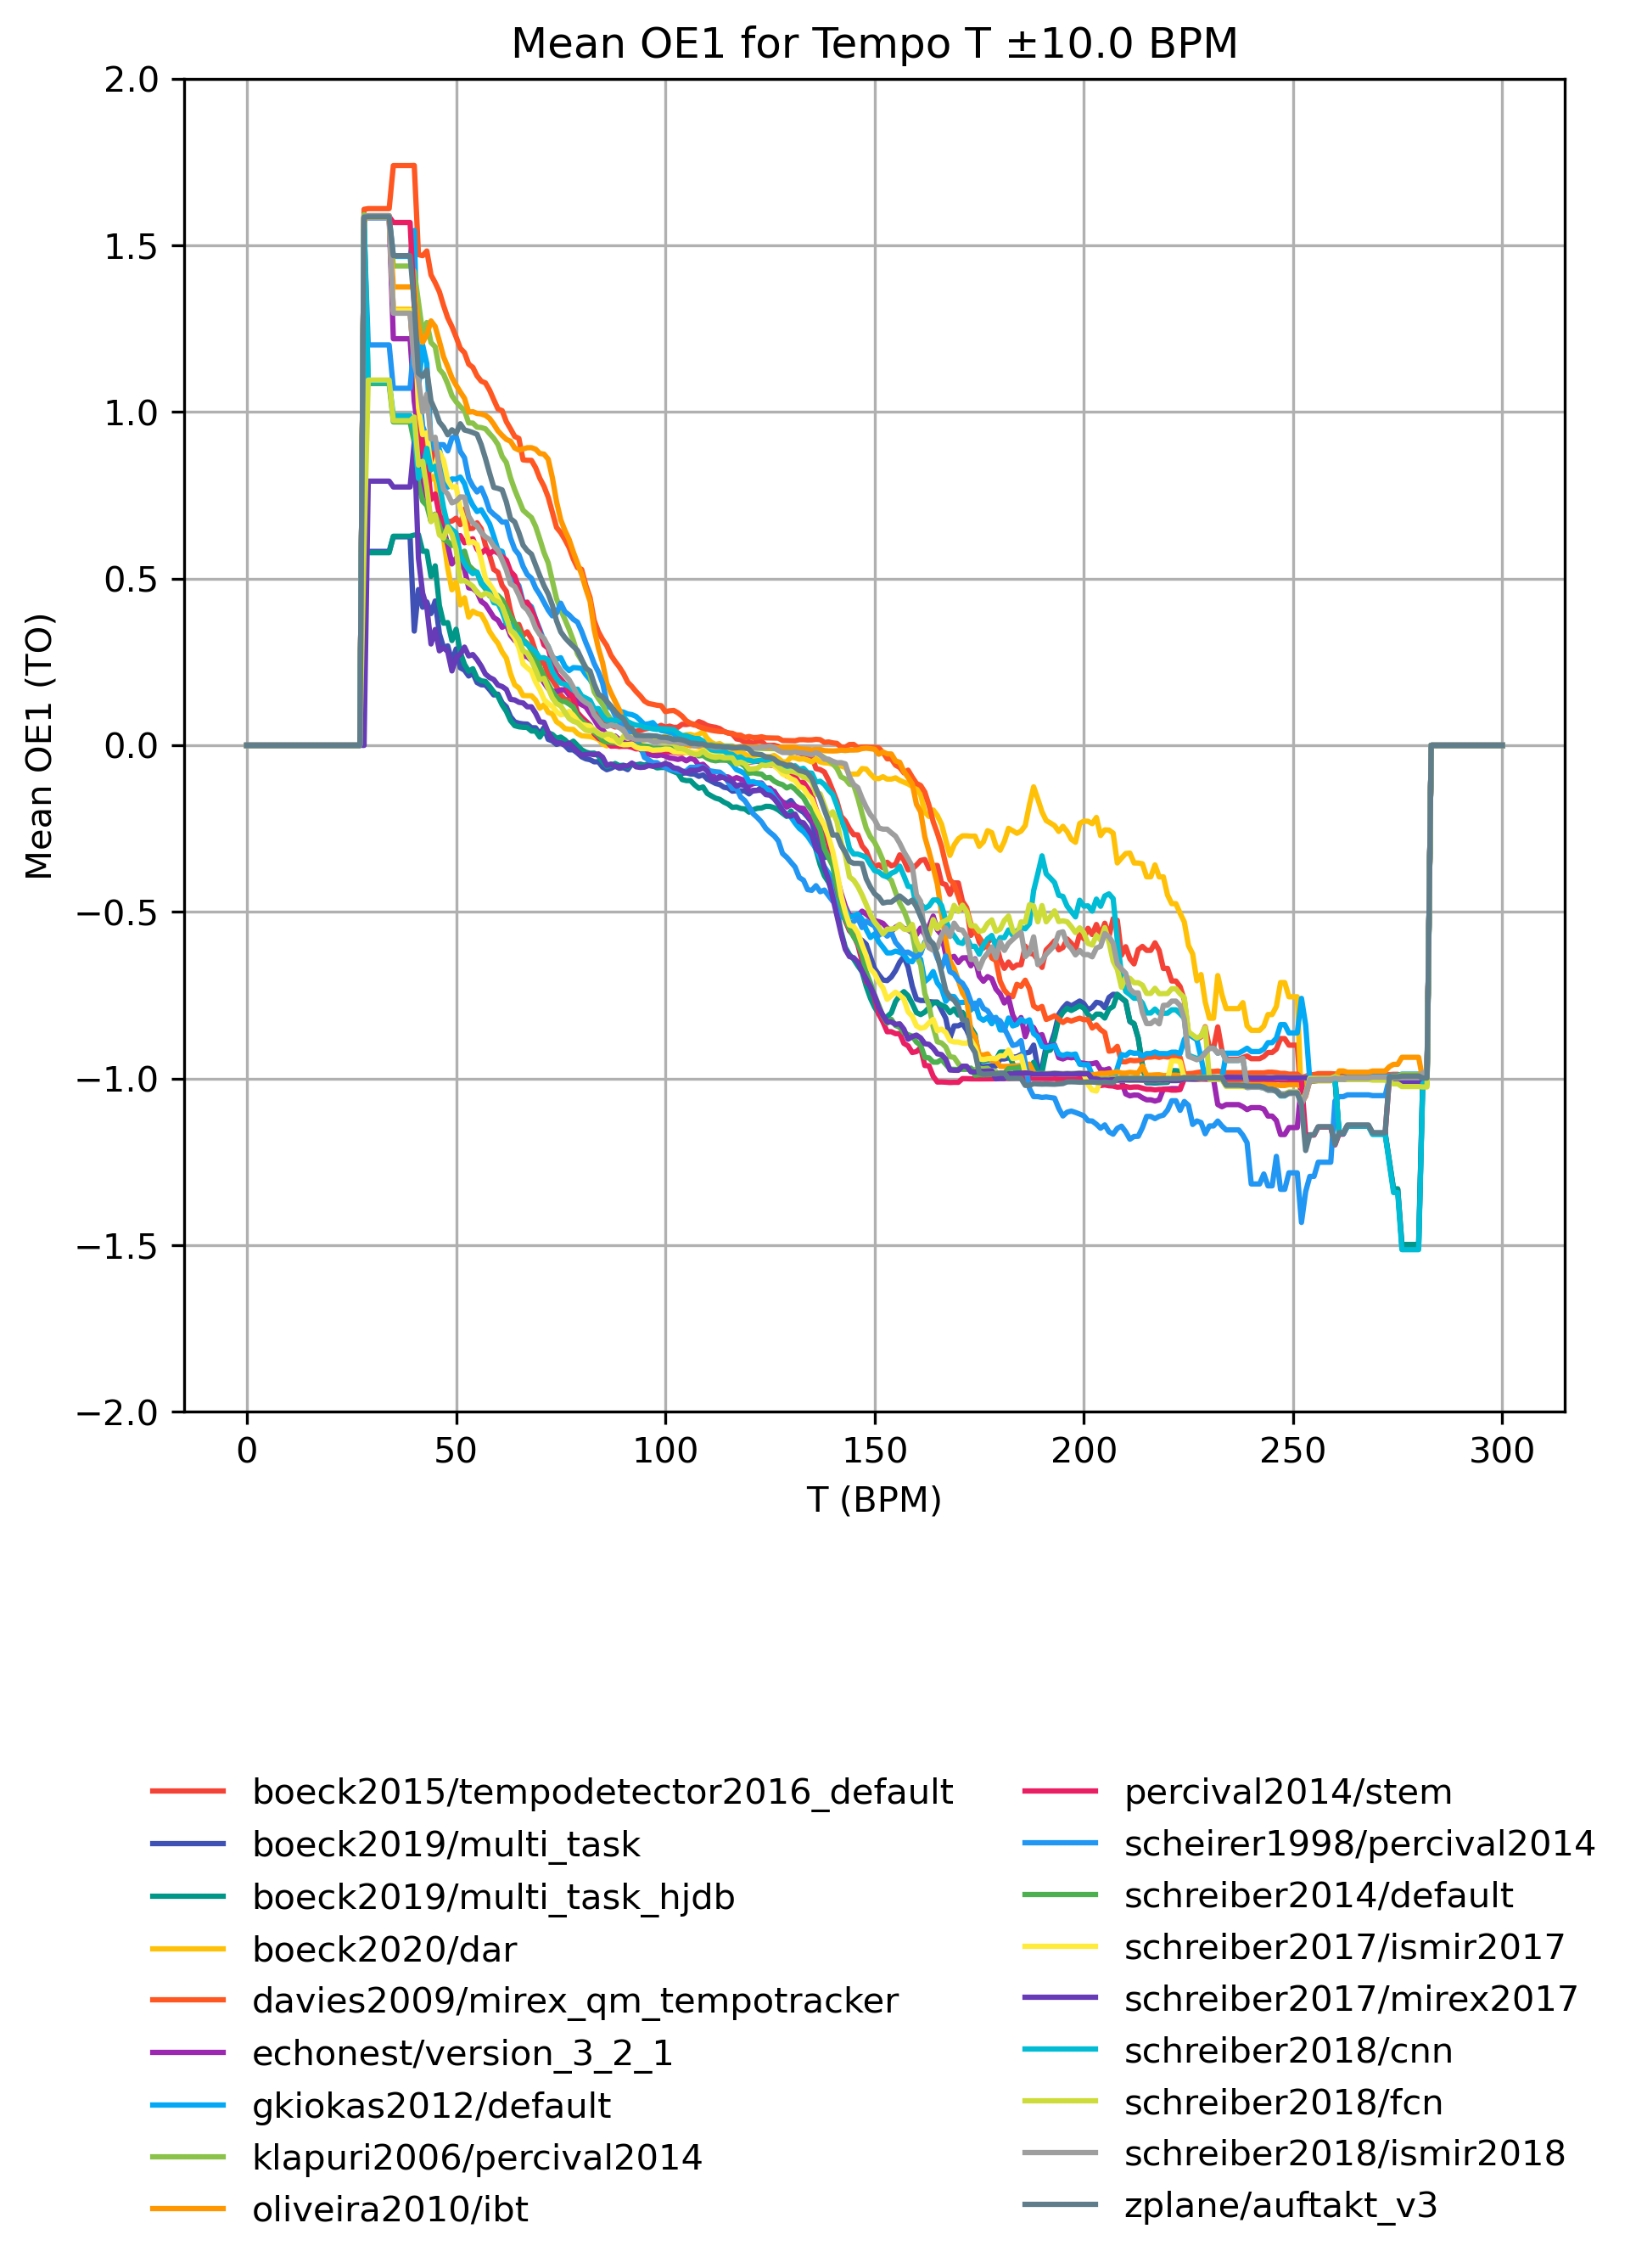 Mean OE1 for Tempo T ±10.0 BPM
2.0
1.5
1.0
0.5
0.0
−0.5
−1.0
−1.5
−2.0
Mean OE1 (TO)
0 50 100 150 200 250 300
T (BPM)
boeck2015/tempodetector2016_default
boeck2019/multi_task
boeck2019/multi_task_hjdb
boeck2020/dar
davies2009/mirex_qm_tempotracker
echonest/version_3_2_1
gkiokas2012/default
klapuri2006/percival2014
oliveira2010/ibt
percival2014/stem
scheirer1998/percival2014
schreiber2014/default
schreiber2017/ismir2017
schreiber2017/mirex2017
schreiber2018/cnn
schreiber2018/fcn
schreiber2018/ismir2018
zplane/auftakt_v3